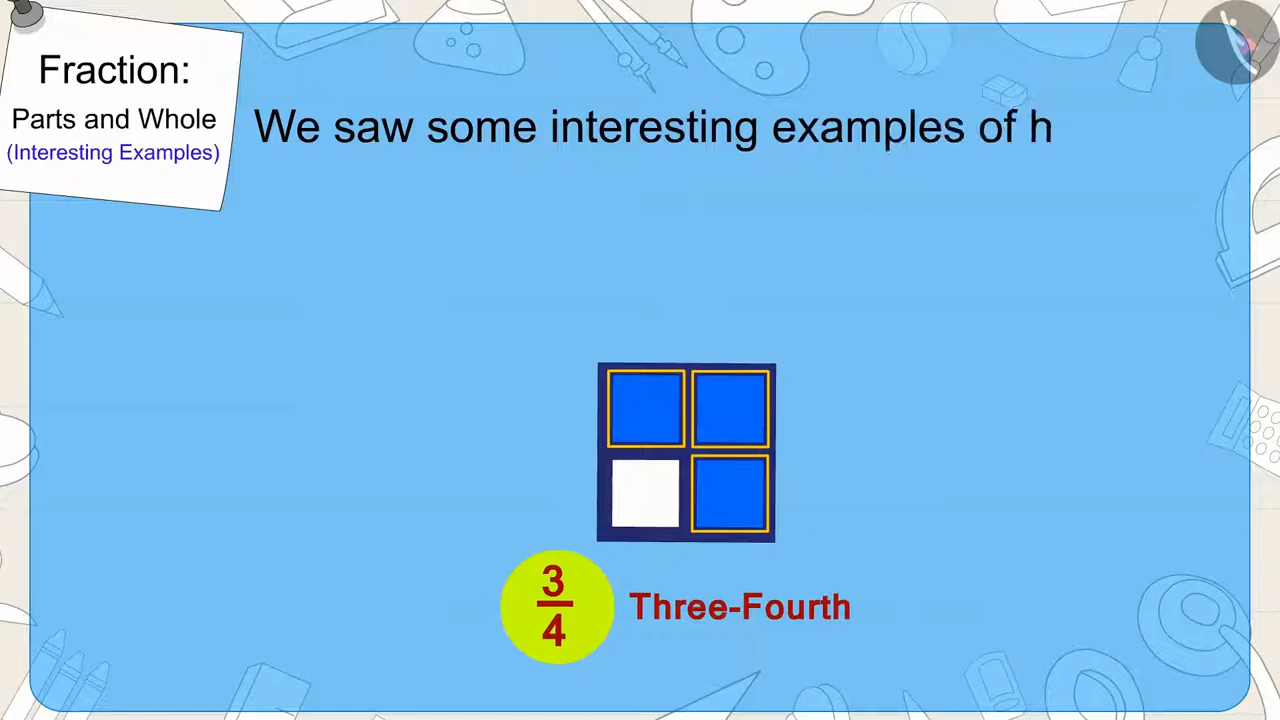 Fraction:
Parts and Whole
(Interesting Examples)
We saw some interesting examples of h
3
4
Three-Fourth